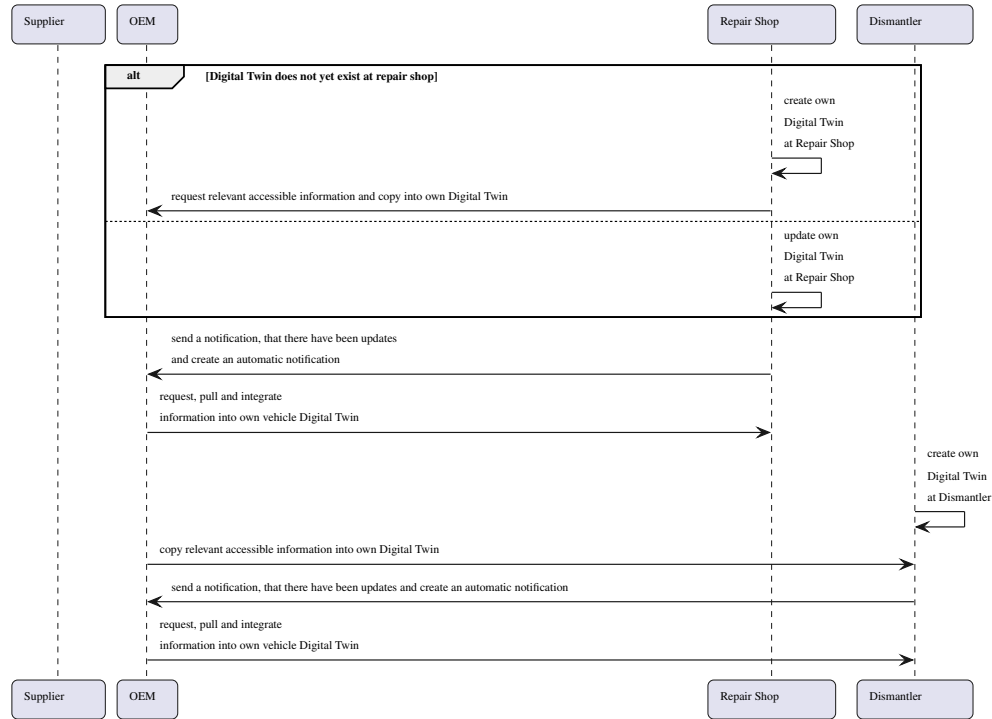 Supplier
OEM
Repair Shop
Dismantler
alt
[Digital Twin does not yet exist at repair shop]
create own
Digital Twin
at Repair Shop
request relevant accessible information and copy into own Digital Twin
update own
Digital Twin
at Repair Shop
send a notification, that there have been updates
and create an automatic notification
request, pull and integrate
information into own vehicle Digital Twin
create own
Digital Twin
at Dismantler
copy relevant accessible information into own Digital Twin
send a notification, that there have been updates and create an automatic notification
request, pull and integrate
information into own vehicle Digital Twin
Supplier
OEM
Repair Shop
Dismantler